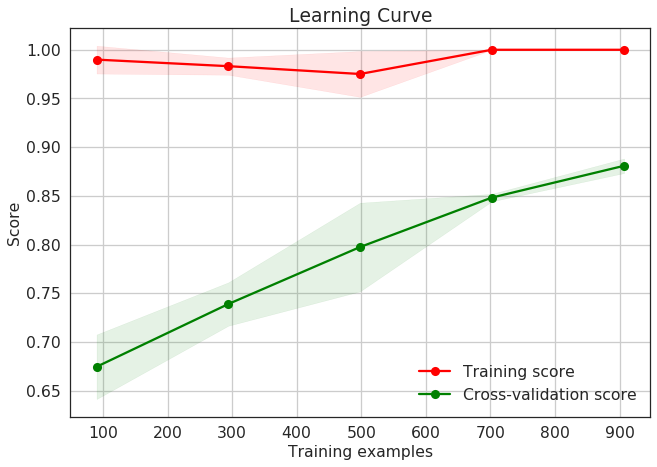 Learning Curve
1.00
0.95
0.90
0.85
0.80
0.75
0.70
0.65
Score
Training score
Cross-validation score
100 200 300 400 500 600 700 800 900
Training examples